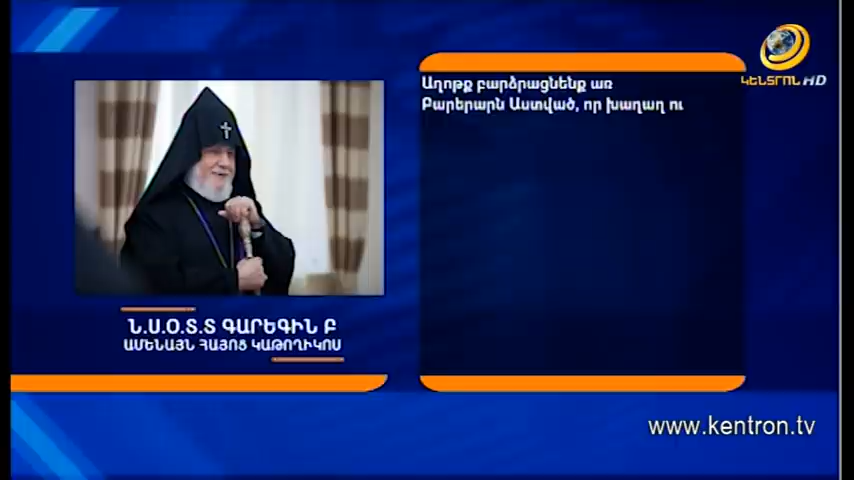 Աղոթք բարձրացնենք առ
Բարերարն Աստված, որ խաղաղ ու
ԿԵՆՏՐՈՆ HD
Ն.Ս.Օ.Տ.Տ ԳԱՐԵԳԻՆ Բ
ԱՄԵՆԱՅՆ ՀԱՅՈՑ ԿԱԹՈՂԻԿՈՍ
www.kentron.tv